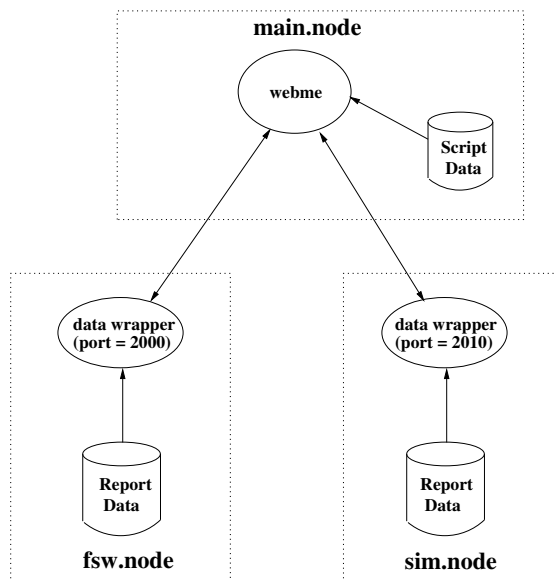 main.node
webme
Script
Data
data wrapper
(port = 2000)
data wrapper
(port = 2010)
Report
Data
Report
Data
fsw.node
sim.node